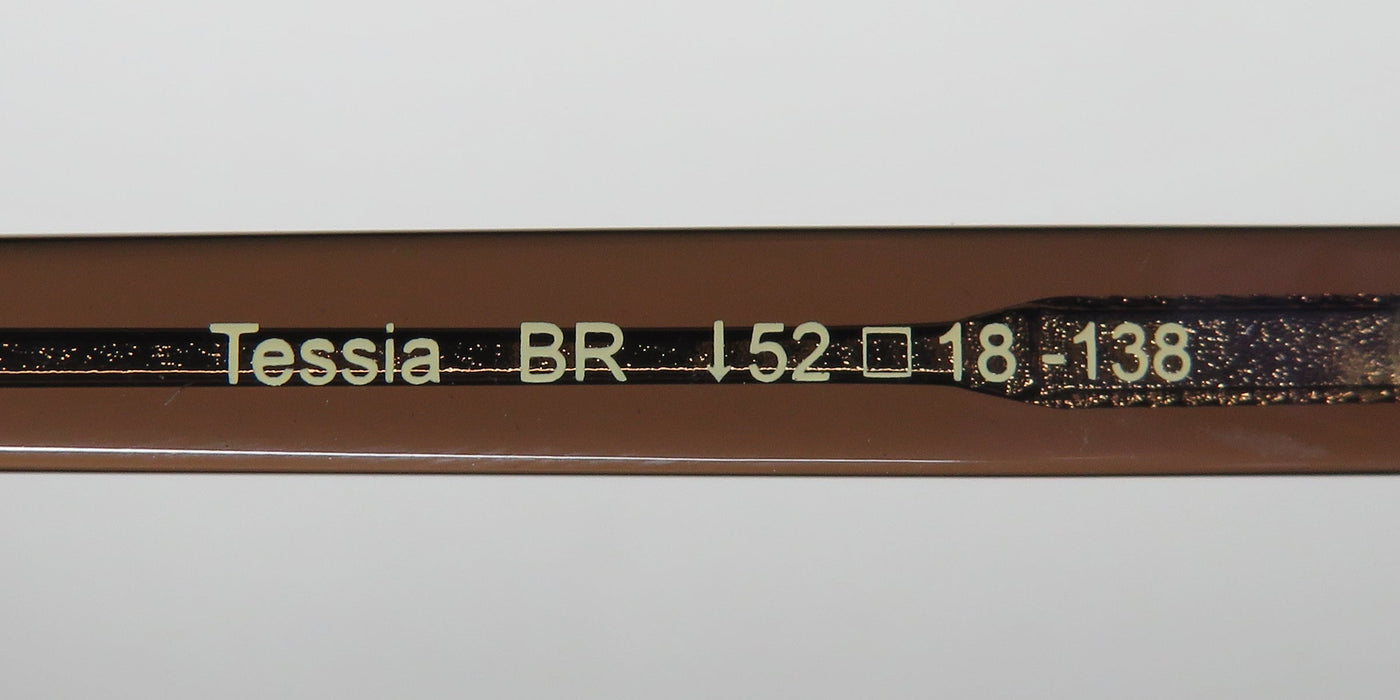 Tessia BR ↓52 □ 18 -138